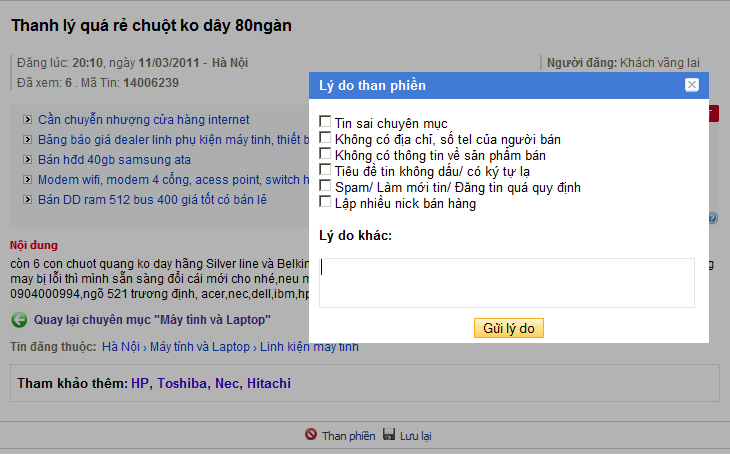 Thanh lý quá rẻ chuột ko dây 80ngàn
Đăng lúc: 20:10, ngày 11/03/2011 - Hà Nội
Người đăng: Khách vãng lai
Đã xem: 6 . Mã Tin: 14006239
Lý do than phiền
Cần chuyển nhượng cửa hàng internet
Bảng báo giá dealer linh phụ kiện máy tinh, thiết b
Bán hđd 40gb samsung ata
Modem wifi, modem 4 cổng, acess point, switch h
Bán DD ram 512 bus 400 giá tốt có bán lẻ
Tin sai chuyên mục
Không có địa chỉ, số tel của người bán
Không có thông tin về sản phẩm bán
Tiêu đề tin không dấu/ có ký tự lạ
Spam/ Làm mới tin/ Đăng tin quá quy định
Lập nhiều nick bán hàng
Lý do khác:
Gửi lý do
Nội dung
còn 6 con chuot quang ko day hãng Silver line và Belkin
may bị lỗi thì mình sẵn sàng đổi cái mới cho nhé,neu m
0904000994,ngõ 521 trương định, acer,nec,dell,ibm,hp
Quay lại chuyên mục "Máy tính và Laptop"
Tin đăng thuộc: Hà Nội › Máy tính và Laptop › Linh kiện máy tính
Tham khảo thêm: HP, Toshiba, Nec, Hitachi
Than phiền Lưu lại